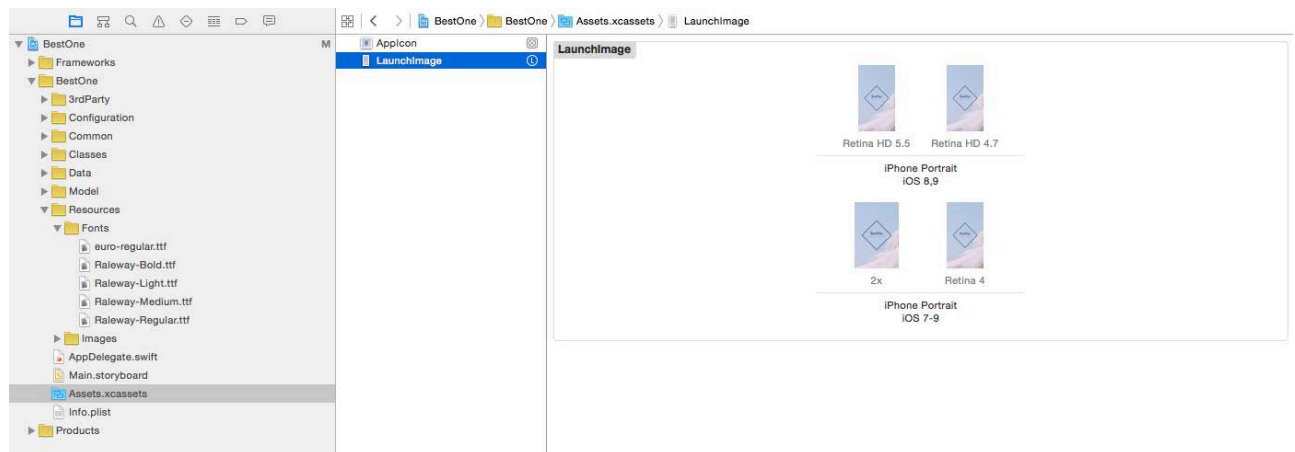 BestOne > BestOne > Assets.xcassets > LaunchImage
BestOne M
Frameworks
BestOne
3rdParty
Configuration
Common
Classes
Data
Model
Resources
Fonts
euro-regular.ttf
Raleway-Bold.ttf
Raleway-Light.ttf
Raleway-Medium.ttf
Raleway-Regular.ttf
Images
AppDelegate.swift
Main.storyboard
Assets.xcassets
Info.plist
Products
AppIcon
LaunchImage L
LaunchImage
Retina HD 5.5 Retina HD 4.7
iPhone Portrait
iOS 8,9
2x Retina 4
iPhone Portrait
iOS 7-9